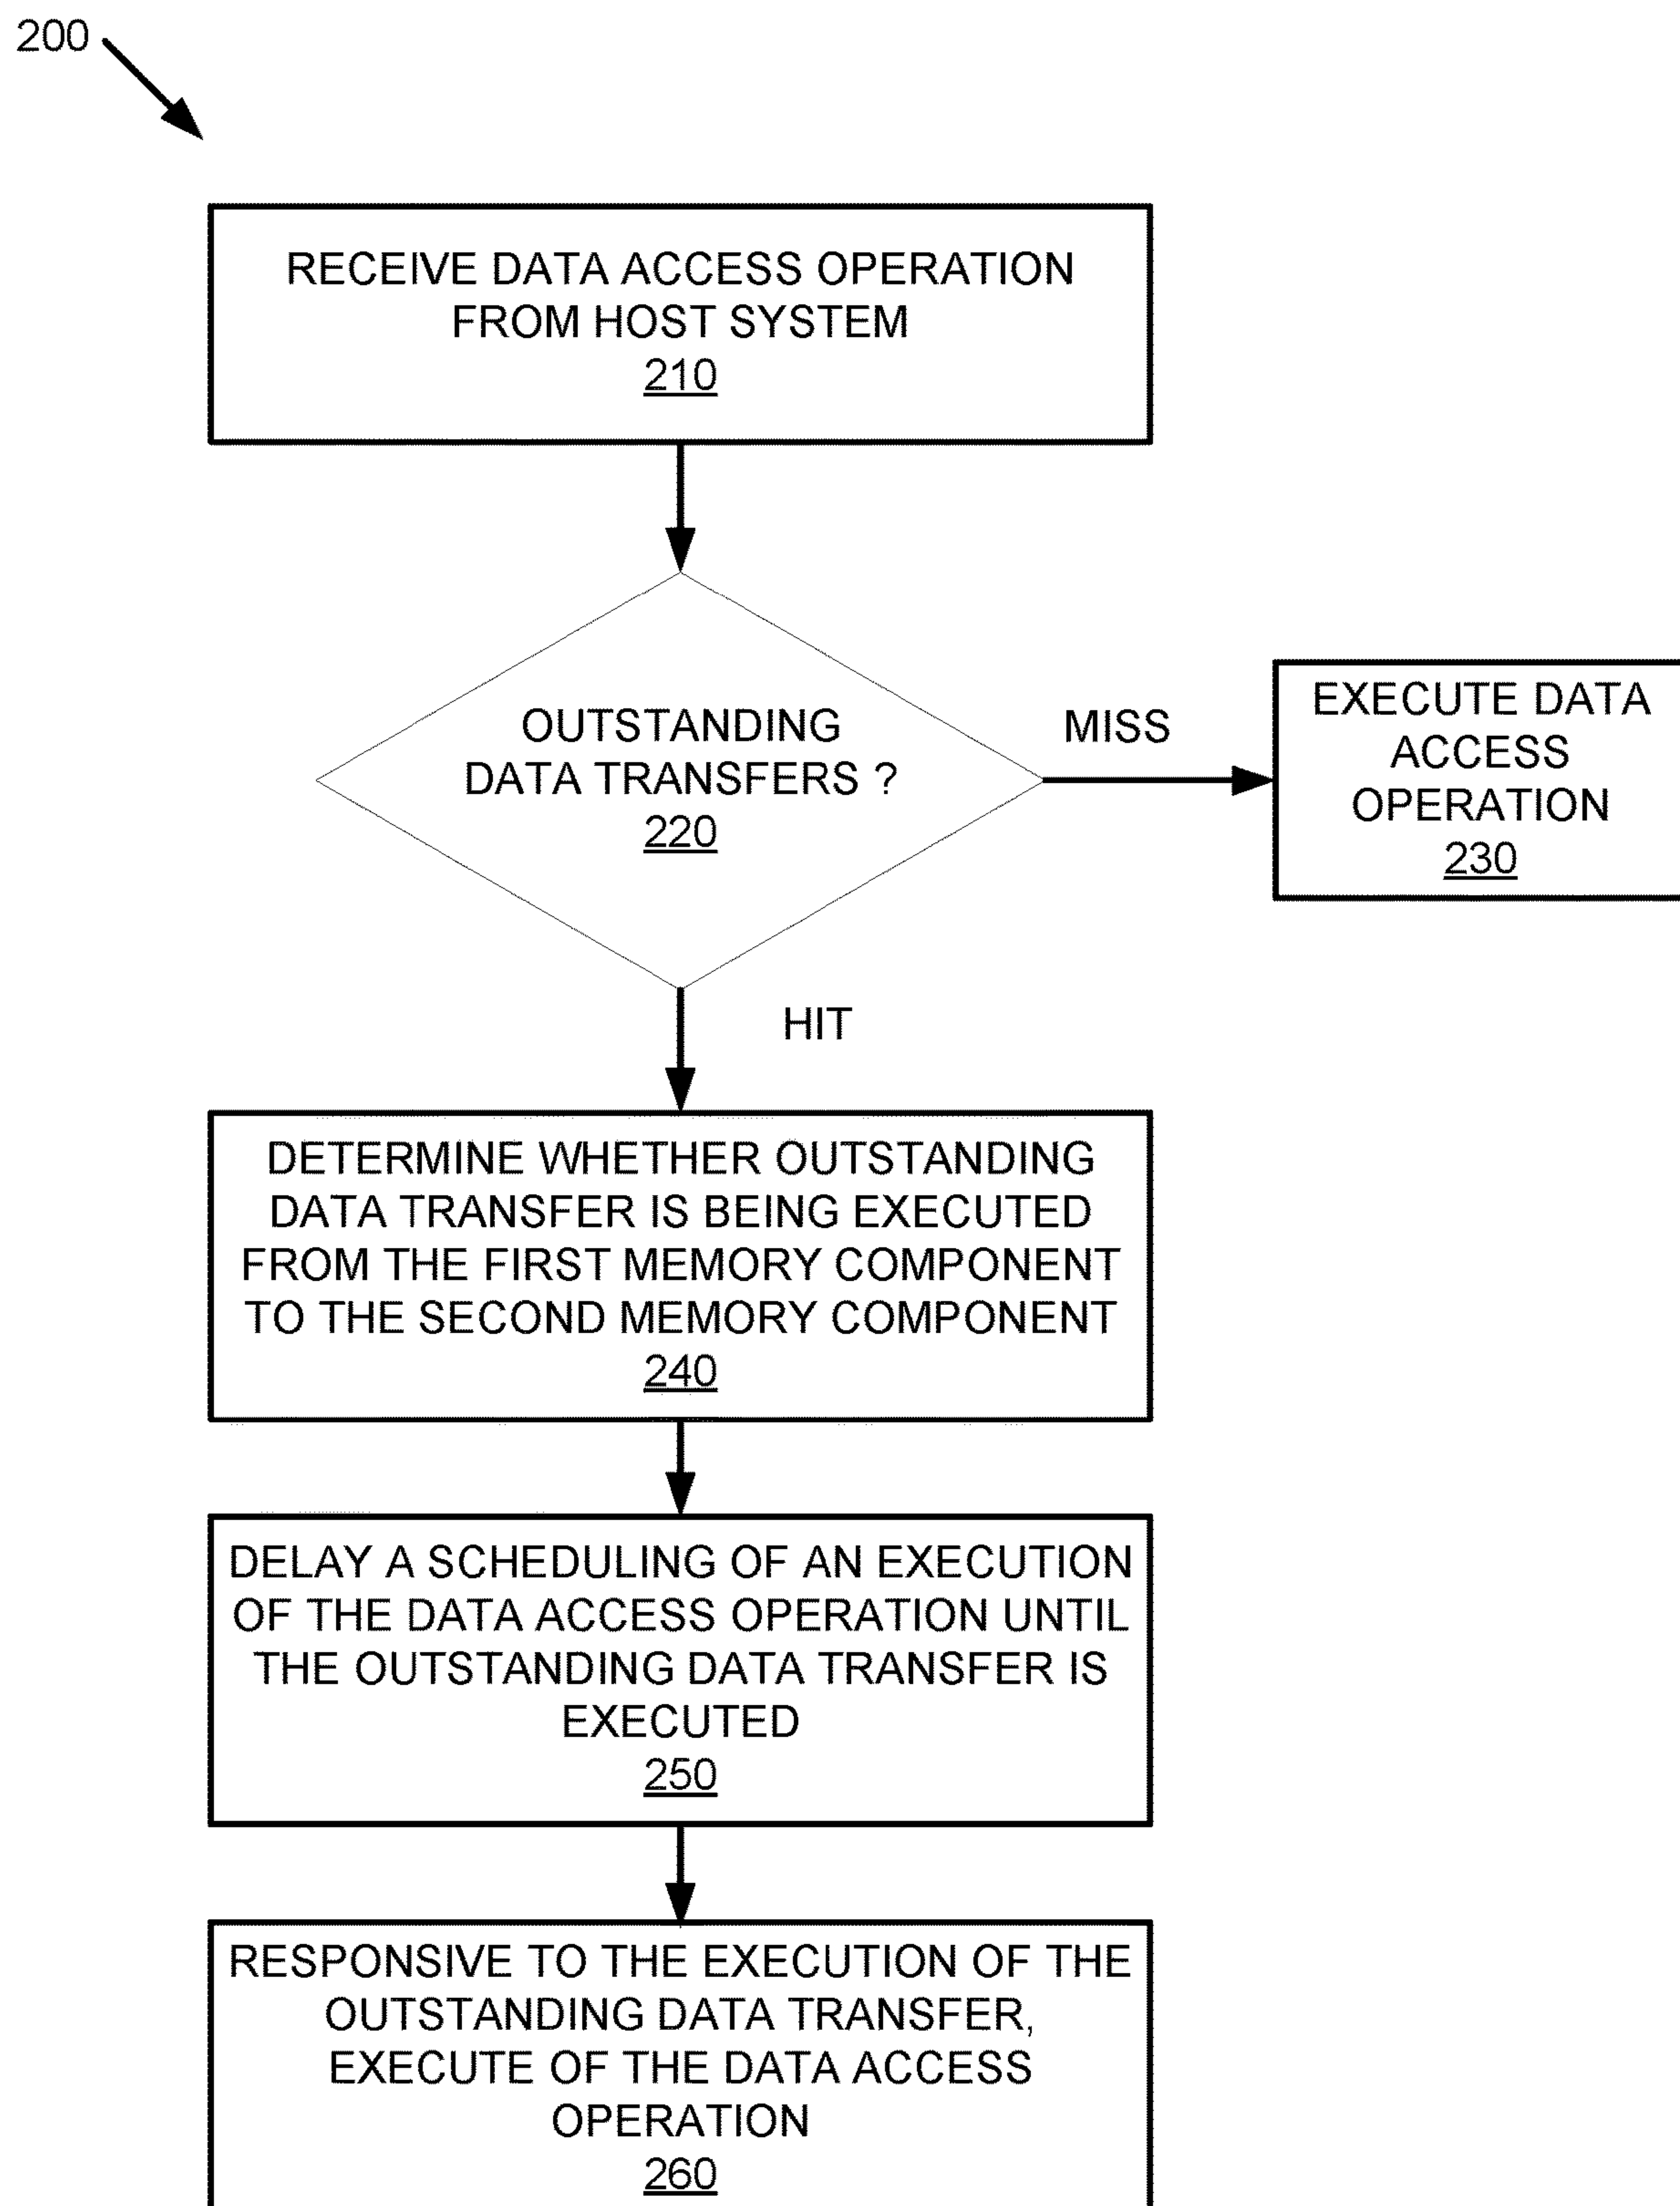 200
RECEIVE DATA ACCESS OPERATION
FROM HOST SYSTEM
210
OUTSTANDING
DATA TRANSFERS ?
220
MISS
EXECUTE DATA
ACCESS
OPERATION
230
HIT
DETERMINE WHETHER OUTSTANDING
DATA TRANSFER IS BEING EXECUTED
FROM THE FIRST MEMORY COMPONENT
TO THE SECOND MEMORY COMPONENT
240
DELAY A SCHEDULING OF AN EXECUTION
OF THE DATA ACCESS OPERATION UNTIL
THE OUTSTANDING DATA TRANSFER IS
EXECUTED
250
RESPONSIVE TO THE EXECUTION OF THE
OUTSTANDING DATA TRANSFER,
EXECUTE OF THE DATA ACCESS
OPERATION
260